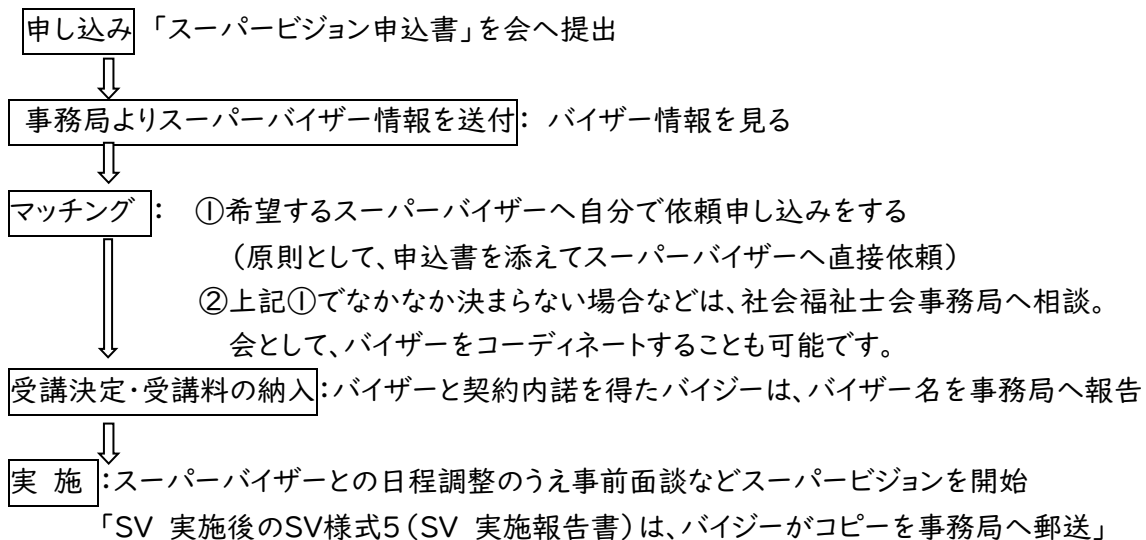 申し込み 「スーパービジョン申込書」を会へ提出
事務局よりスーパーバイザー情報を送付： バイザー情報を見る
マッチング ： ①希望するスーパーバイザーへ自分で依頼申し込みをする
（原則として、申込書を添えてスーパーバイザーへ直接依頼）
②上記①でなかなか決まらない場合などは、社会福祉士会事務局へ相談。
会として、バイザーをコーディネートすることも可能です。
受講決定・受講料の納入：バイザーと契約内諾を得たバイジーは、バイザー名を事務局へ報告
実 施 ：スーパーバイザーとの日程調整のうえ事前面談などスーパービジョンを開始
「SV 実施後のSV様式5（SV 実施報告書）は、バイジーがコピーを事務局へ郵送」